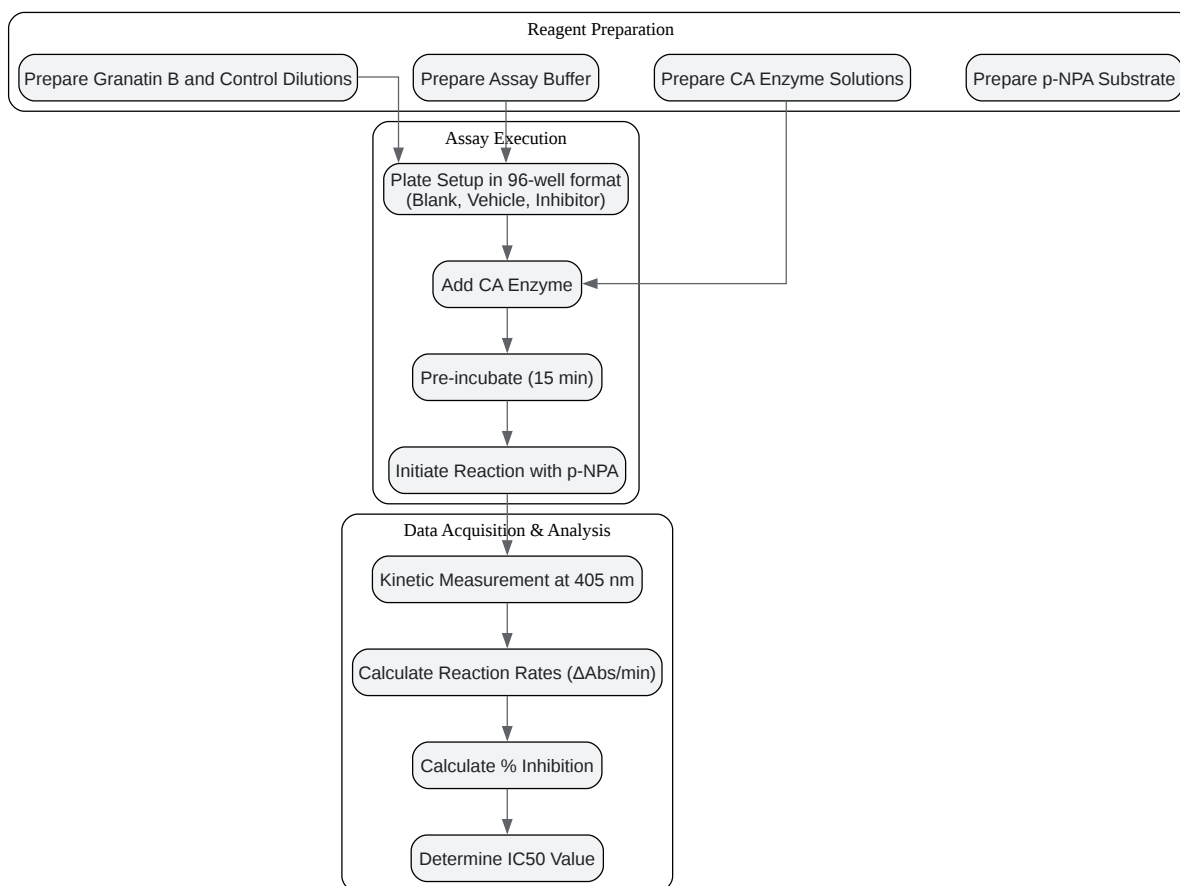 Reagent Preparation
Prepare Granatin B and Control Dilutions
Prepare Assay Buffer
Prepare CA Enzyme Solutions
Prepare p-NPA Substrate
Assay Execution
Plate Setup in 96-well format
(Blank, Vehicle, Inhibitor)
Add CA Enzyme
Pre-incubate (15 min)
Initiate Reaction with p-NPA
Data Acquisition & Analysis
Kinetic Measurement at 405 nm
Calculate Reaction Rates (ΔAbs/min)
Calculate % Inhibition
Determine IC50 Value